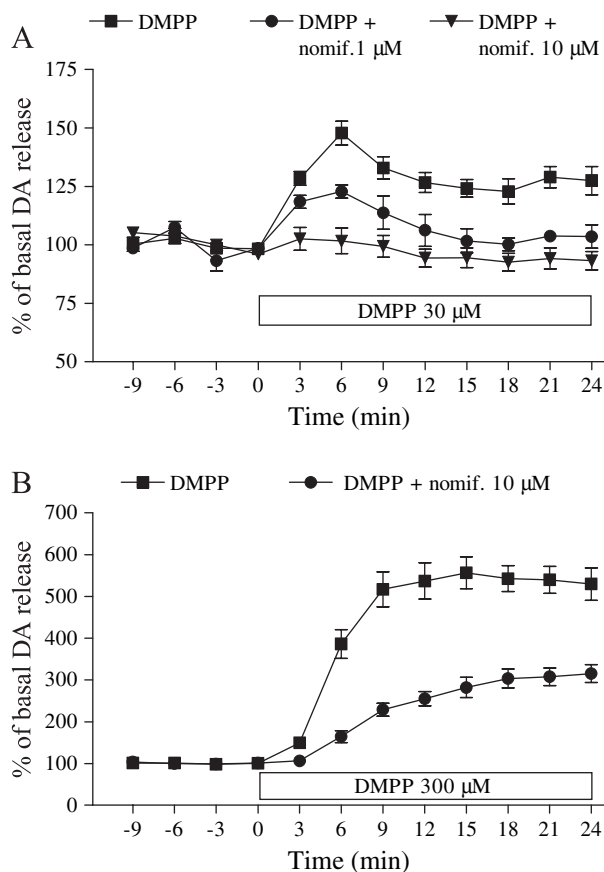 A
DMPP
DMPP +
nomif.1 µM
DMPP +
nomif. 10 µM
% of basal DA release
175
150
125
100
75
50
DMPP 30 µM
-9 -6 -3 0 3 6 9 12 15 18 21 24
Time (min)
B
DMPP
DMPP + nomif. 10 µM
% of basal DA release
700
600
500
400
300
200
100
0
DMPP 300 µM
-9 -6 -3 0 3 6 9 12 15 18 21 24
Time (min)